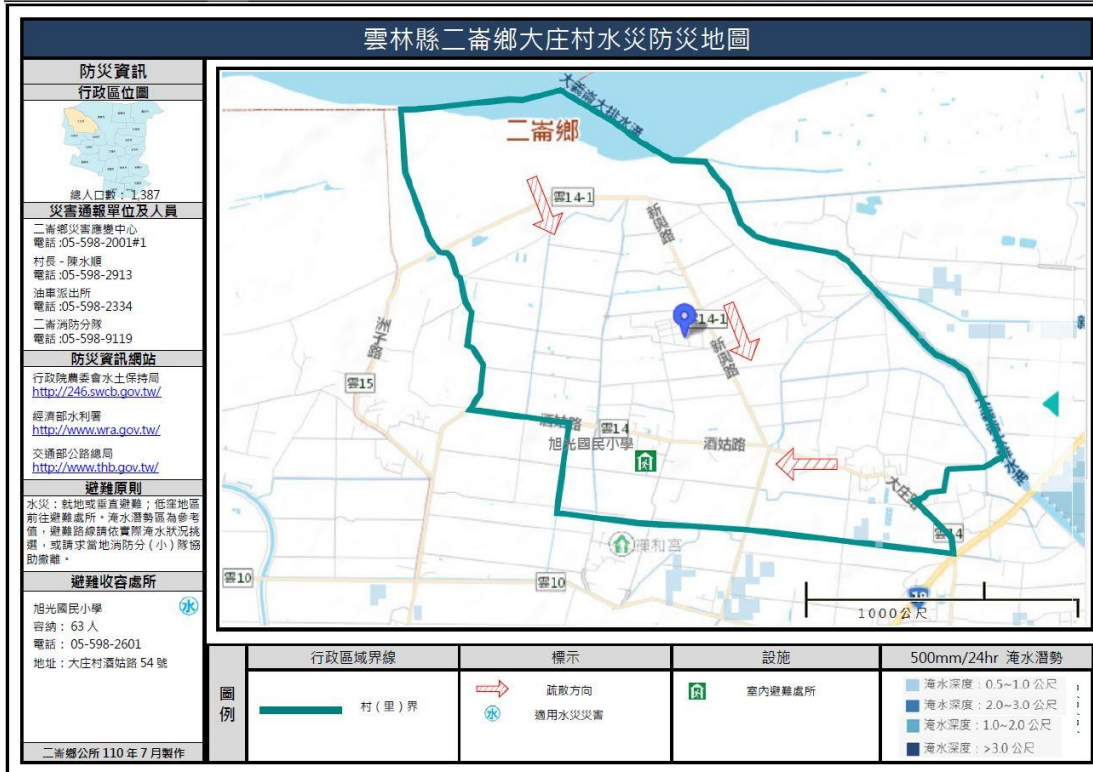 雲林縣二崙鄉大庄村水災防災地圖
防災資訊
行政區位圖
總人口數：1,387
災害通報單位及人員
二崙鄉災害應變中心
電話:05-598-2001#1
村長-陳水順
電話:05-598-2913
油車派出所
電話:05-598-2334
二崙消防分隊
電話:05-598-9119
防災資訊網站
行政院農委會水土保持局
http://246.swcb.gov.tw/
經濟部水利署
http://www.wra.gov.tw/
交通部公路總局
http://www.thb.gov.tw/
避難原則
水災：就地或垂直避難；低窪地區
前往避難處所。淹水潛勢區為參考
值，避難路線請依實際淹水狀況挑
選，或請求當地消防分(小)隊協
助撤離。
避難收容處所
旭光國民小學
水
容納：63人
電話：05-598-2601
地址：大庄村酒姑路54號
二崙鄉公所110年7月製作
二崙鄉
雲14-1
新興路
14-1
新興路
雲15
酒姑路
雲14
旭光國民小學
酒姑路
大庄路
雲14
雲10
雲10
19
1000公尺
圖例
行政區域界線
村(里)界
標示
疏散方向
水
適用水災災害
設施
室內避難處所
500mm/24hr 淹水潛勢
淹水深度：0.5~1.0公尺
淹水深度：2.0~3.0公尺
淹水深度：1.0~2.0公尺
淹水深度：>3.0公尺